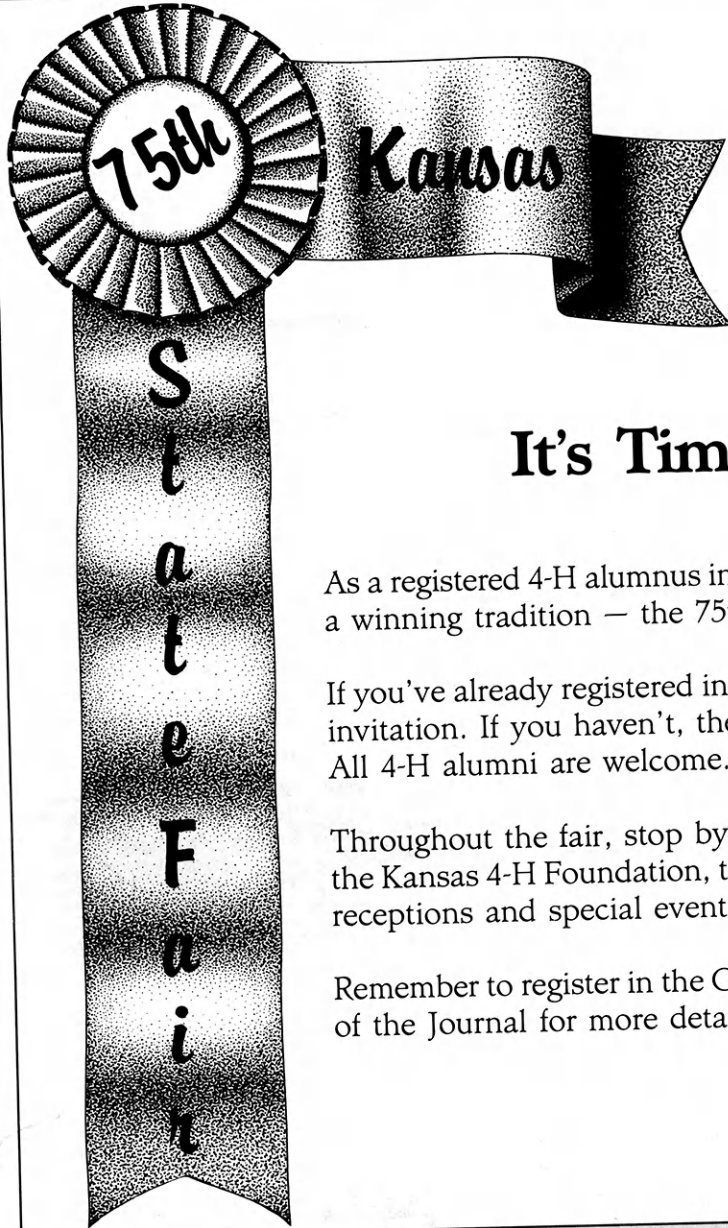 75th
Kansas
State Fair
It's Tim
As a registered 4-H alumnus in
a winning tradition — the 75
If you've already registered in
invitation. If you haven't, the
All 4-H alumni are welcome.
Throughout the fair, stop by
the Kansas 4-H Foundation, t
receptions and special event
Remember to register in the C
of the Journal for more deta